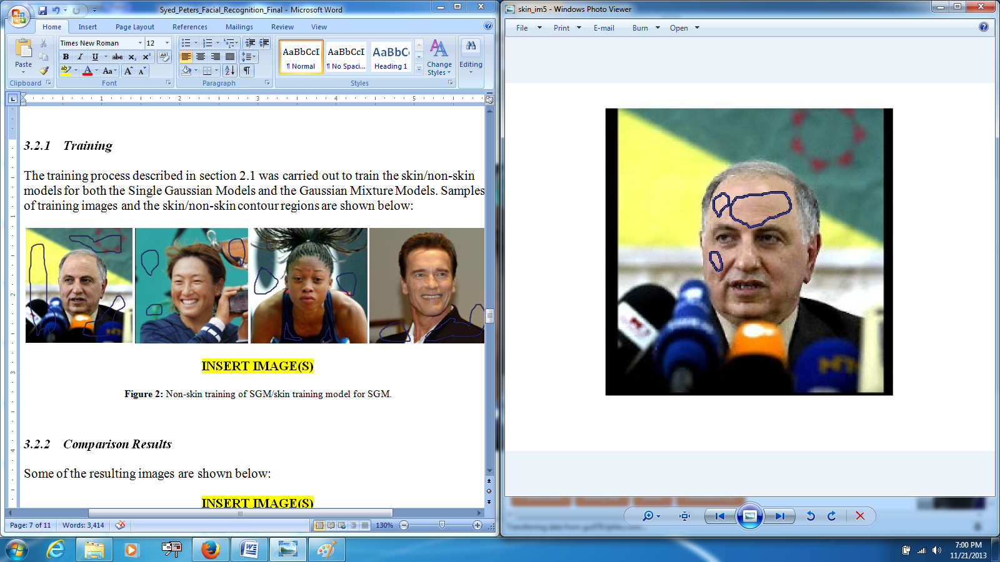 Syed_Peters_Facial_Recognition_Final - Microsoft Word
Home Insert Page Layout References Mailings Review View
Times New Roman 12
Paste
B I U abc x₂ x² Aa
AaBbCcI AaBbCcI AaBbC
¶ Normal ¶ No Spaci... Heading 1
Change Styles
Editing
Clipboard Font Paragraph Styles
1 2 3 4 5
3.2.1 Training
The training process described in section 2.1 was carried out to train the skin/non-skin
models for both the Single Gaussian Models and the Gaussian Mixture Models. Samples
of training images and the skin/non-skin contour regions are shown below:
INSERT IMAGE(S)
Figure 2: Non-skin training of SGM/skin training model for SGM.
3.2.2 Comparison Results
Some of the resulting images are shown below:
INSERT IMAGE(S)
Page: 7 of 11 Words: 3,414 130%
skin_im5 - Windows Photo Viewer
File Print E-mail Burn Open
7:00 PM
11/21/2013